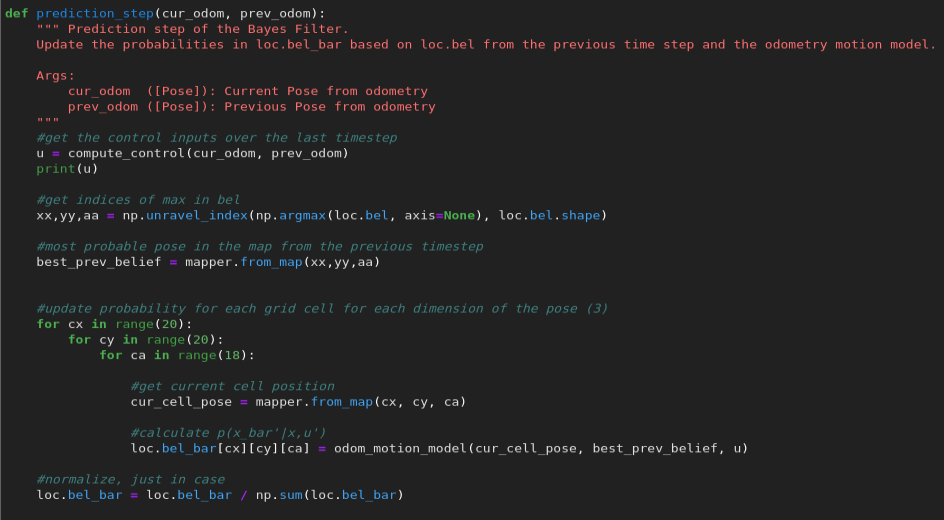 def prediction_step(cur_odom, prev_odom):
    """ Prediction step of the Bayes Filter.
    Update the probabilities in loc.bel_bar based on loc.bel from the previous time step and the odometry motion model.

    Args:
        cur_odom  ([Pose]): Current Pose from odometry
        prev_odom ([Pose]): Previous Pose from odometry
    """
    #get the control inputs over the last timestep
    u = compute_control(cur_odom, prev_odom)
    print(u)

    #get indices of max in bel
    xx,yy,aa = np.unravel_index(np.argmax(loc.bel, axis=None), loc.bel.shape)

    #most probable pose in the map from the previous timestep
    best_prev_belief = mapper.from_map(xx,yy,aa)


    #update probability for each grid cell for each dimension of the pose (3)
    for cx in range(20):
        for cy in range(20):
            for ca in range(18):

                #get current cell position
                cur_cell_pose = mapper.from_map(cx, cy, ca)

                #calculate p(x_bar'|x,u')
                loc.bel_bar[cx][cy][ca] = odom_motion_model(cur_cell_pose, best_prev_belief, u)

    #normalize, just in case
    loc.bel_bar = loc.bel_bar / np.sum(loc.bel_bar)